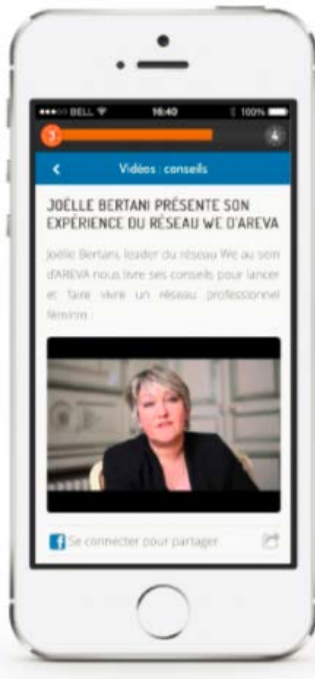 BELL 16:40 100%
3 4
Vidéos : conseils
JOËLLE BERTANI PRÉSENTE SON
EXPÉRIENCE DU RÉSEAU WE D'AREVA
Joëlle Bertani, leader du réseau We au sein
d'AREVA nous livre ses conseils pour lancer
et faire vivre un réseau professionnel
féminin :
f Se connecter pour partager